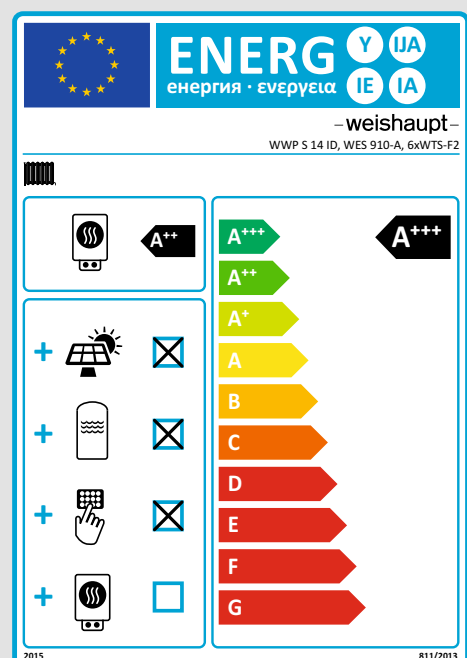 ENERG Y IJA
енергия · ενεργεια IE IA
–weishaupt–
WWP S 14 ID, WES 910-A, 6xWTS-F2
A++
A+++
A+++
A++
A+
A
B
C
D
E
F
G
+
+
+
+
2015
811/2013